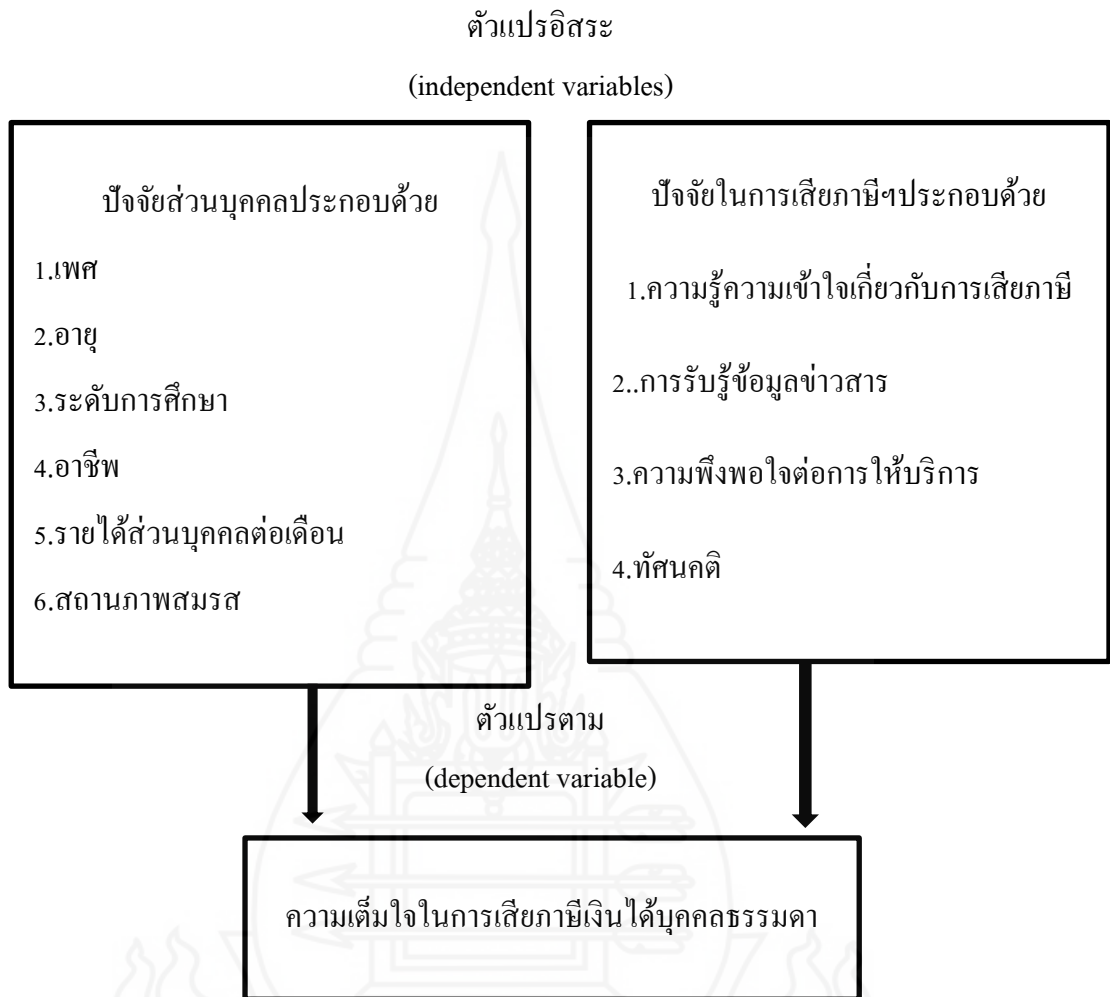 ตัวแปรอิสระ
(independent variables)
ปัจจัยส่วนบุคคลประกอบด้วย
1.เพศ
2.อายุ
3.ระดับการศึกษา
4.อาชีพ
5.รายได้ส่วนบุคคลต่อเดือน
6.สถานภาพสมรส
ปัจจัยในการเสียภาษีฯประกอบด้วย
1.ความรู้ความเข้าใจเกี่ยวกับการเสียภาษี
2..การรับรู้ข้อมูลข่าวสาร
3.ความพึงพอใจต่อการให้บริการ
4.ทัศนคติ
ตัวแปรตาม
(dependent variable)
ความเต็มใจในการเสียภาษีเงินได้บุคคลธรรมดา